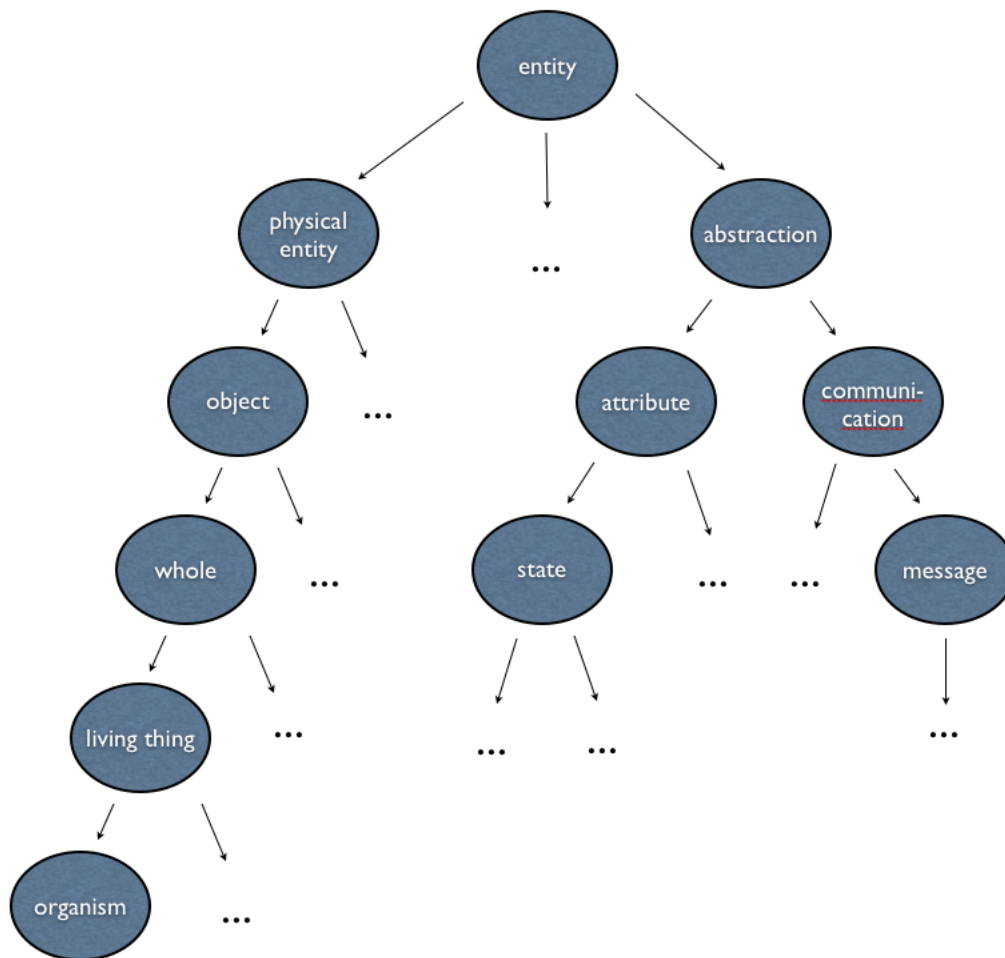 entity
physical
entity
abstraction
...
object
...
attribute
communi-
cation
whole
...
state
...
...
message
living thing
...
...
...
...
organism
...